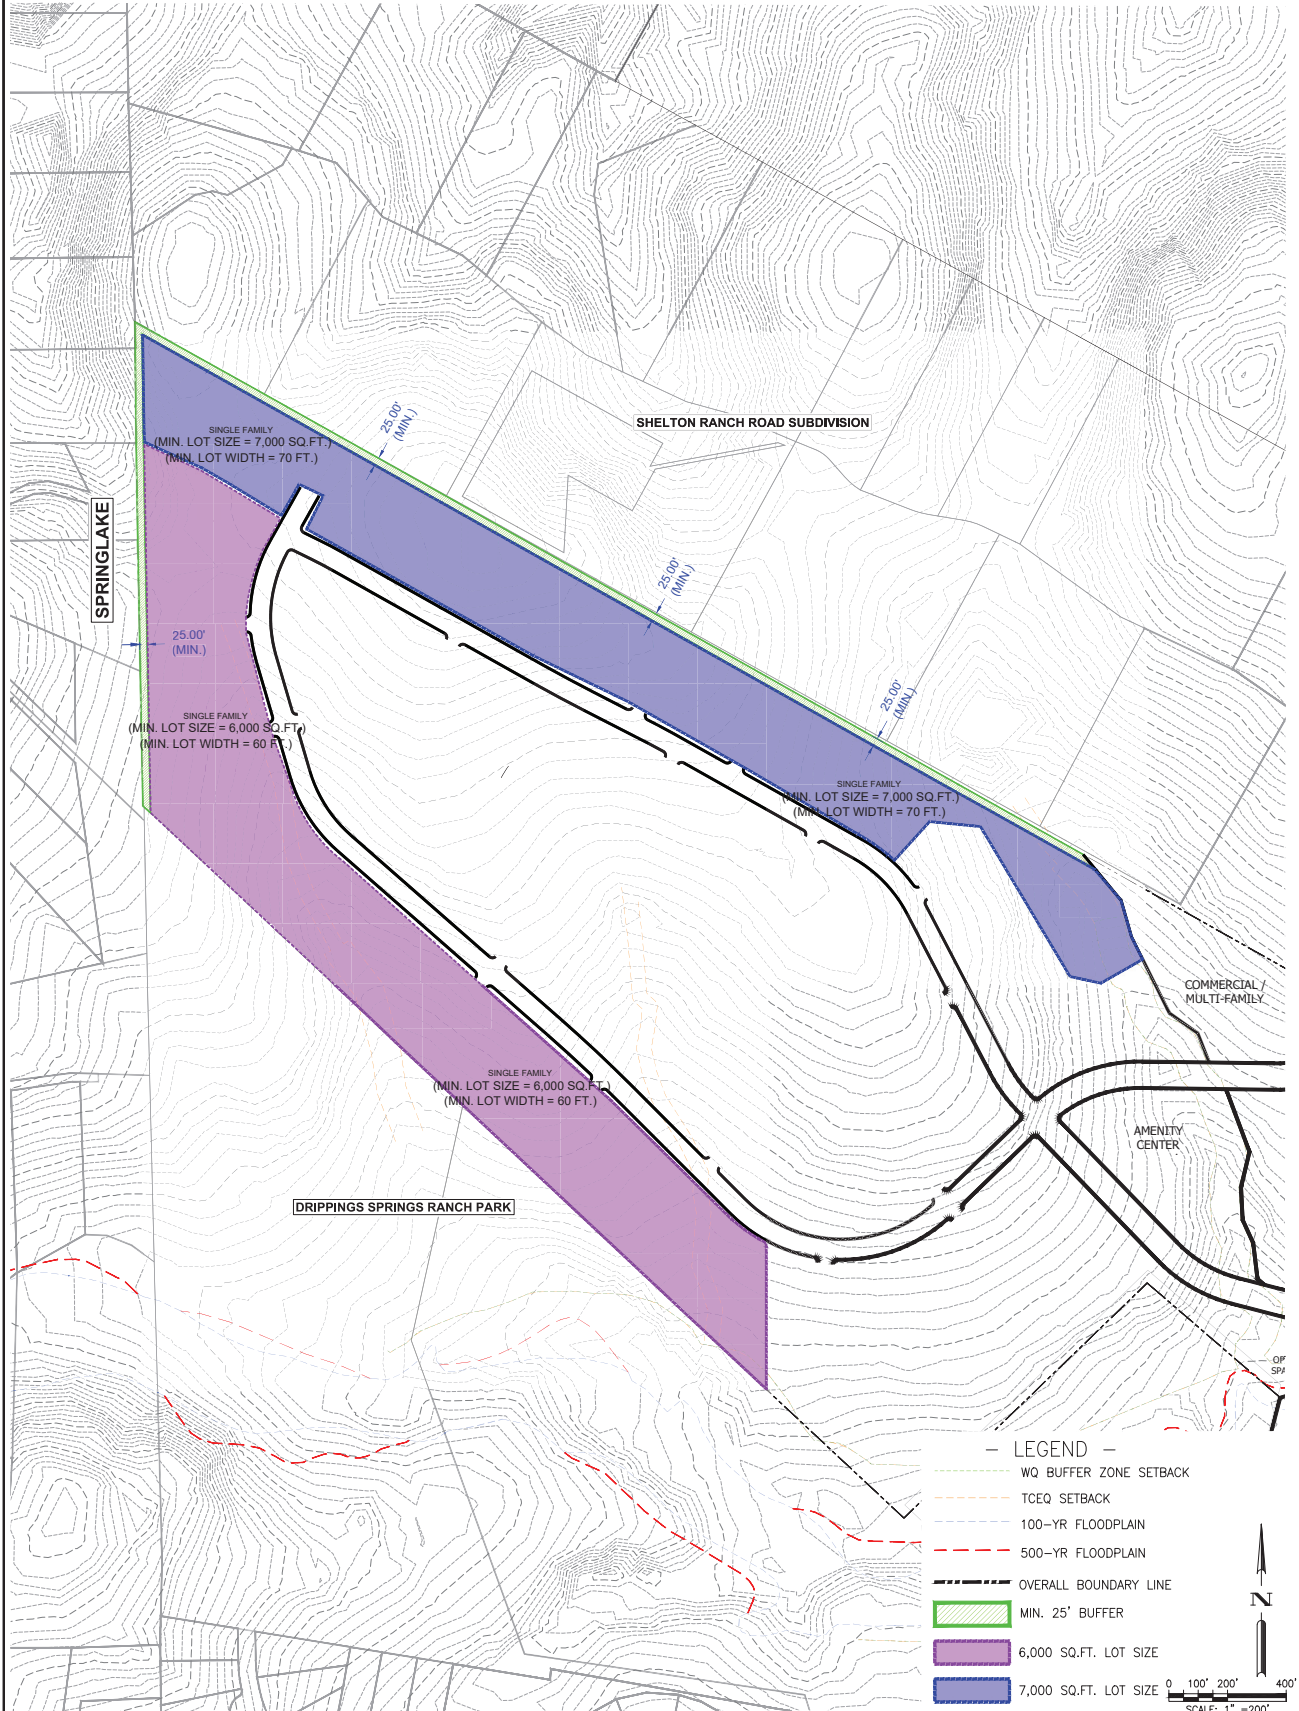 SHELTON RANCH ROAD SUBDIVISION
25.00'
(MIN.)
SINGLE FAMILY
(MIN. LOT SIZE = 7,000 SQ.FT.)
(MIN. LOT WIDTH = 70 FT.)
SPRINGLAKE
25.00'
(MIN.)
25.00'
(MIN.)
25.00'
(MIN.)
SINGLE FAMILY
(MIN. LOT SIZE = 6,000 SQ.FT.)
(MIN. LOT WIDTH = 60 FT.)
SINGLE FAMILY
(MIN. LOT SIZE = 7,000 SQ.FT.)
(MIN. LOT WIDTH = 70 FT.)
COMMERCIAL /
MULTI-FAMILY
SINGLE FAMILY
(MIN. LOT SIZE = 6,000 SQ.FT.)
(MIN. LOT WIDTH = 60 FT.)
AMENITY
CENTER
DRIPPINGS SPRINGS RANCH PARK
— LEGEND —
WQ BUFFER ZONE SETBACK
TCEQ SETBACK
100-YR FLOODPLAIN
500-YR FLOODPLAIN
OVERALL BOUNDARY LINE
MIN. 25' BUFFER
6,000 SQ.FT. LOT SIZE
7,000 SQ.FT. LOT SIZE
N
0 100' 200' 400'
SCALE: 1" =200'